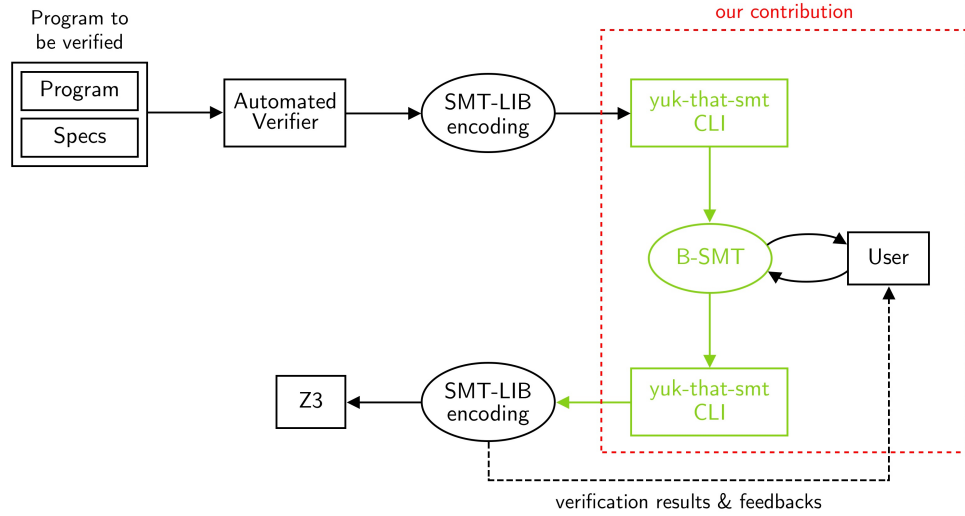 our contribution
Program to
be verified
Program
Specs
Automated
Verifier
SMT-LIB
encoding
yuk-that-smt
CLI
B-SMT
User
yuk-that-smt
CLI
SMT-LIB
encoding
Z3
verification results & feedbacks